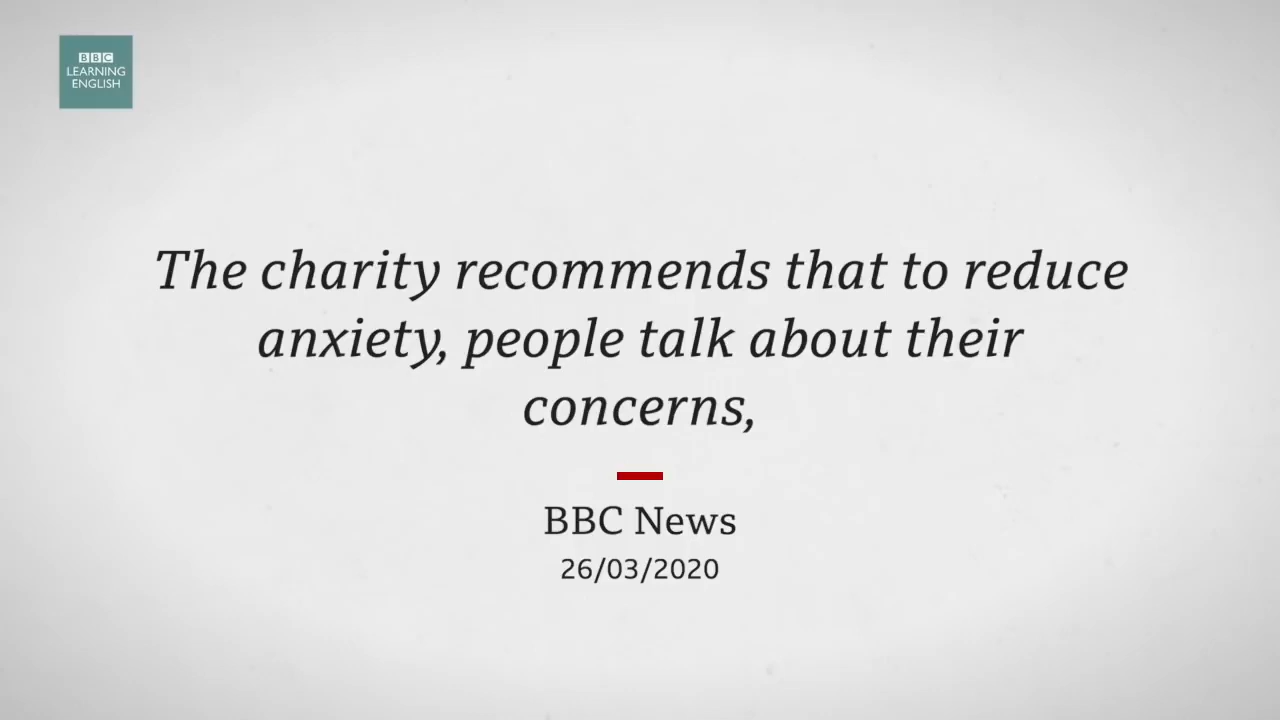 BBC
LEARNING
ENGLISH
The charity recommends that to reduce
anxiety, people talk about their
concerns,
BBC News
26/03/2020